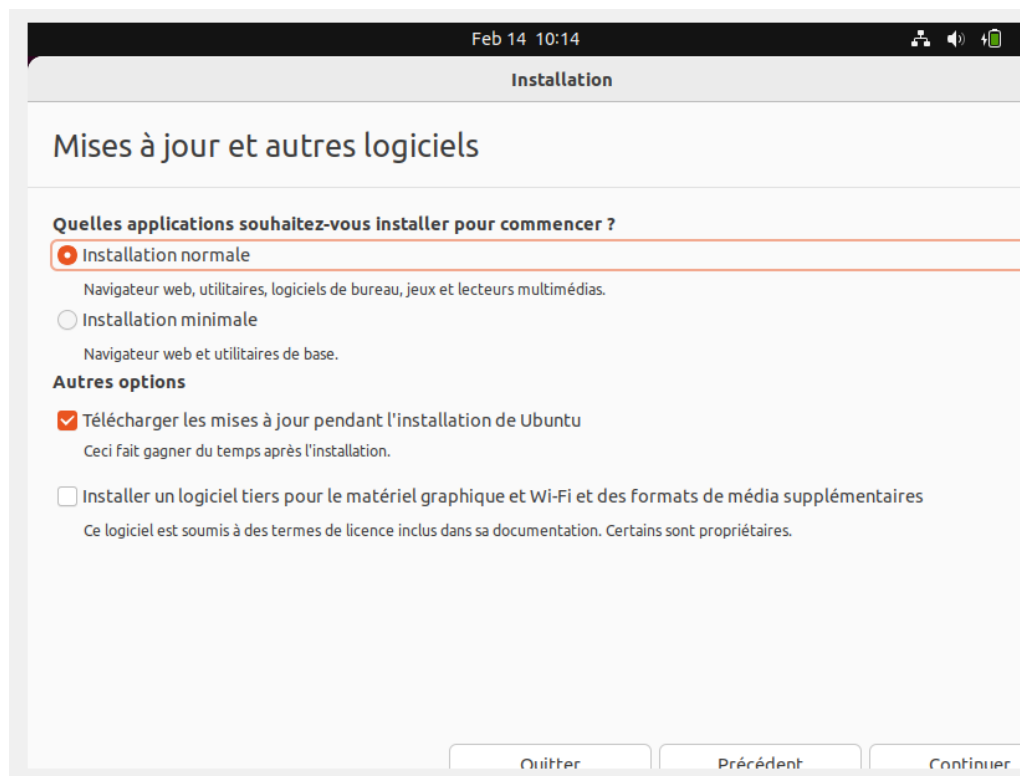 Feb 14 10:14
Installation
Mises à jour et autres logiciels
Quelles applications souhaitez-vous installer pour commencer ?
Installation normale
Navigateur web, utilitaires, logiciels de bureau, jeux et lecteurs multimédias.
Installation minimale
Navigateur web et utilitaires de base.
Autres options
Télécharger les mises à jour pendant l'installation de Ubuntu
Ceci fait gagner du temps après l'installation.
Installer un logiciel tiers pour le matériel graphique et Wi-Fi et des formats de média supplémentaires
Ce logiciel est soumis à des termes de licence inclus dans sa documentation. Certains sont propriétaires.
Quitter Précédent Continuer